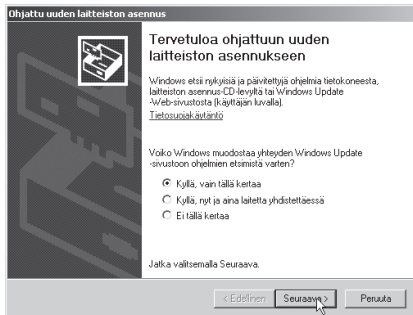 Ohjattu uuden laitteiston asennus
Tervetuloa ohjattuun uuden
laitteiston asennukseen
Windows etsii nykyisiä ja päivitettyjä ohjelmia tietokoneesta,
laitteiston asennus-CD-levyltä tai Windows Update
-Web-sivustosta (käyttäjän luvalla).
Tietosuojakäytäntö
Voiko Windows muodostaa yhteyden Windows Update
-sivustoon ohjelmien etsimistä varten?
Kyllä, vain tällä kertaa
Kyllä, nyt ja aina laitetta yhdistettäessä
Ei tällä kertaa
Jatka valitsemalla Seuraava.
< Edellinen Seuraava > Peruuta